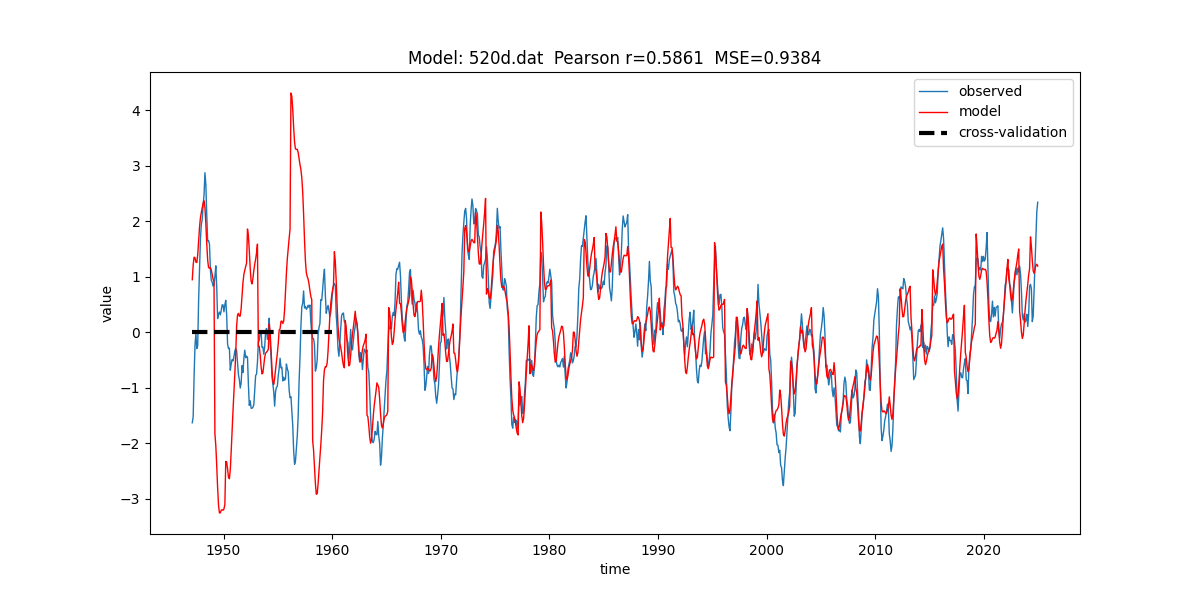 Model: 520d.dat  Pearson r=0.5861  MSE=0.9384
observed
model
cross-validation
value
4
3
2
1
0
−1
−2
−3
1950 1960 1970 1980 1990 2000 2010 2020
time